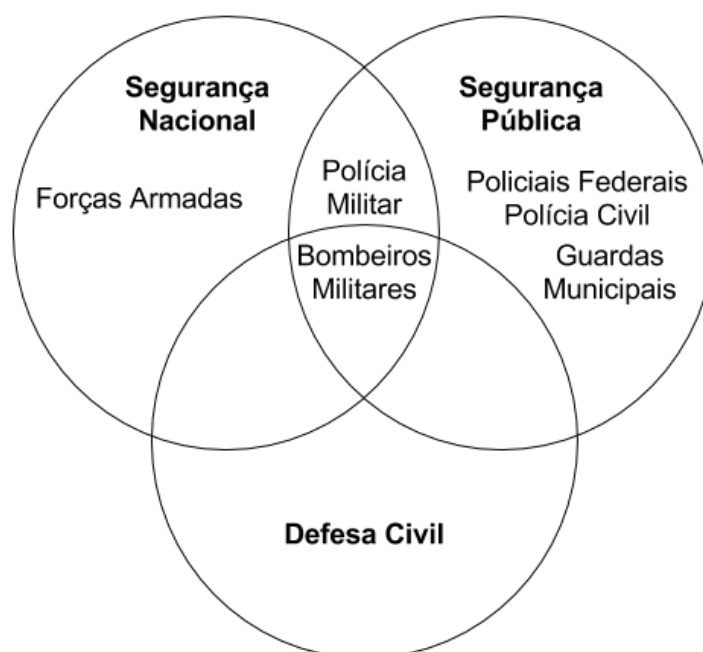 Segurança
Nacional
Segurança
Pública
Forças Armadas
Polícia
Militar
Policiais Federais
Polícia Civil
Guardas
Municipais
Bombeiros
Militares
Defesa Civil